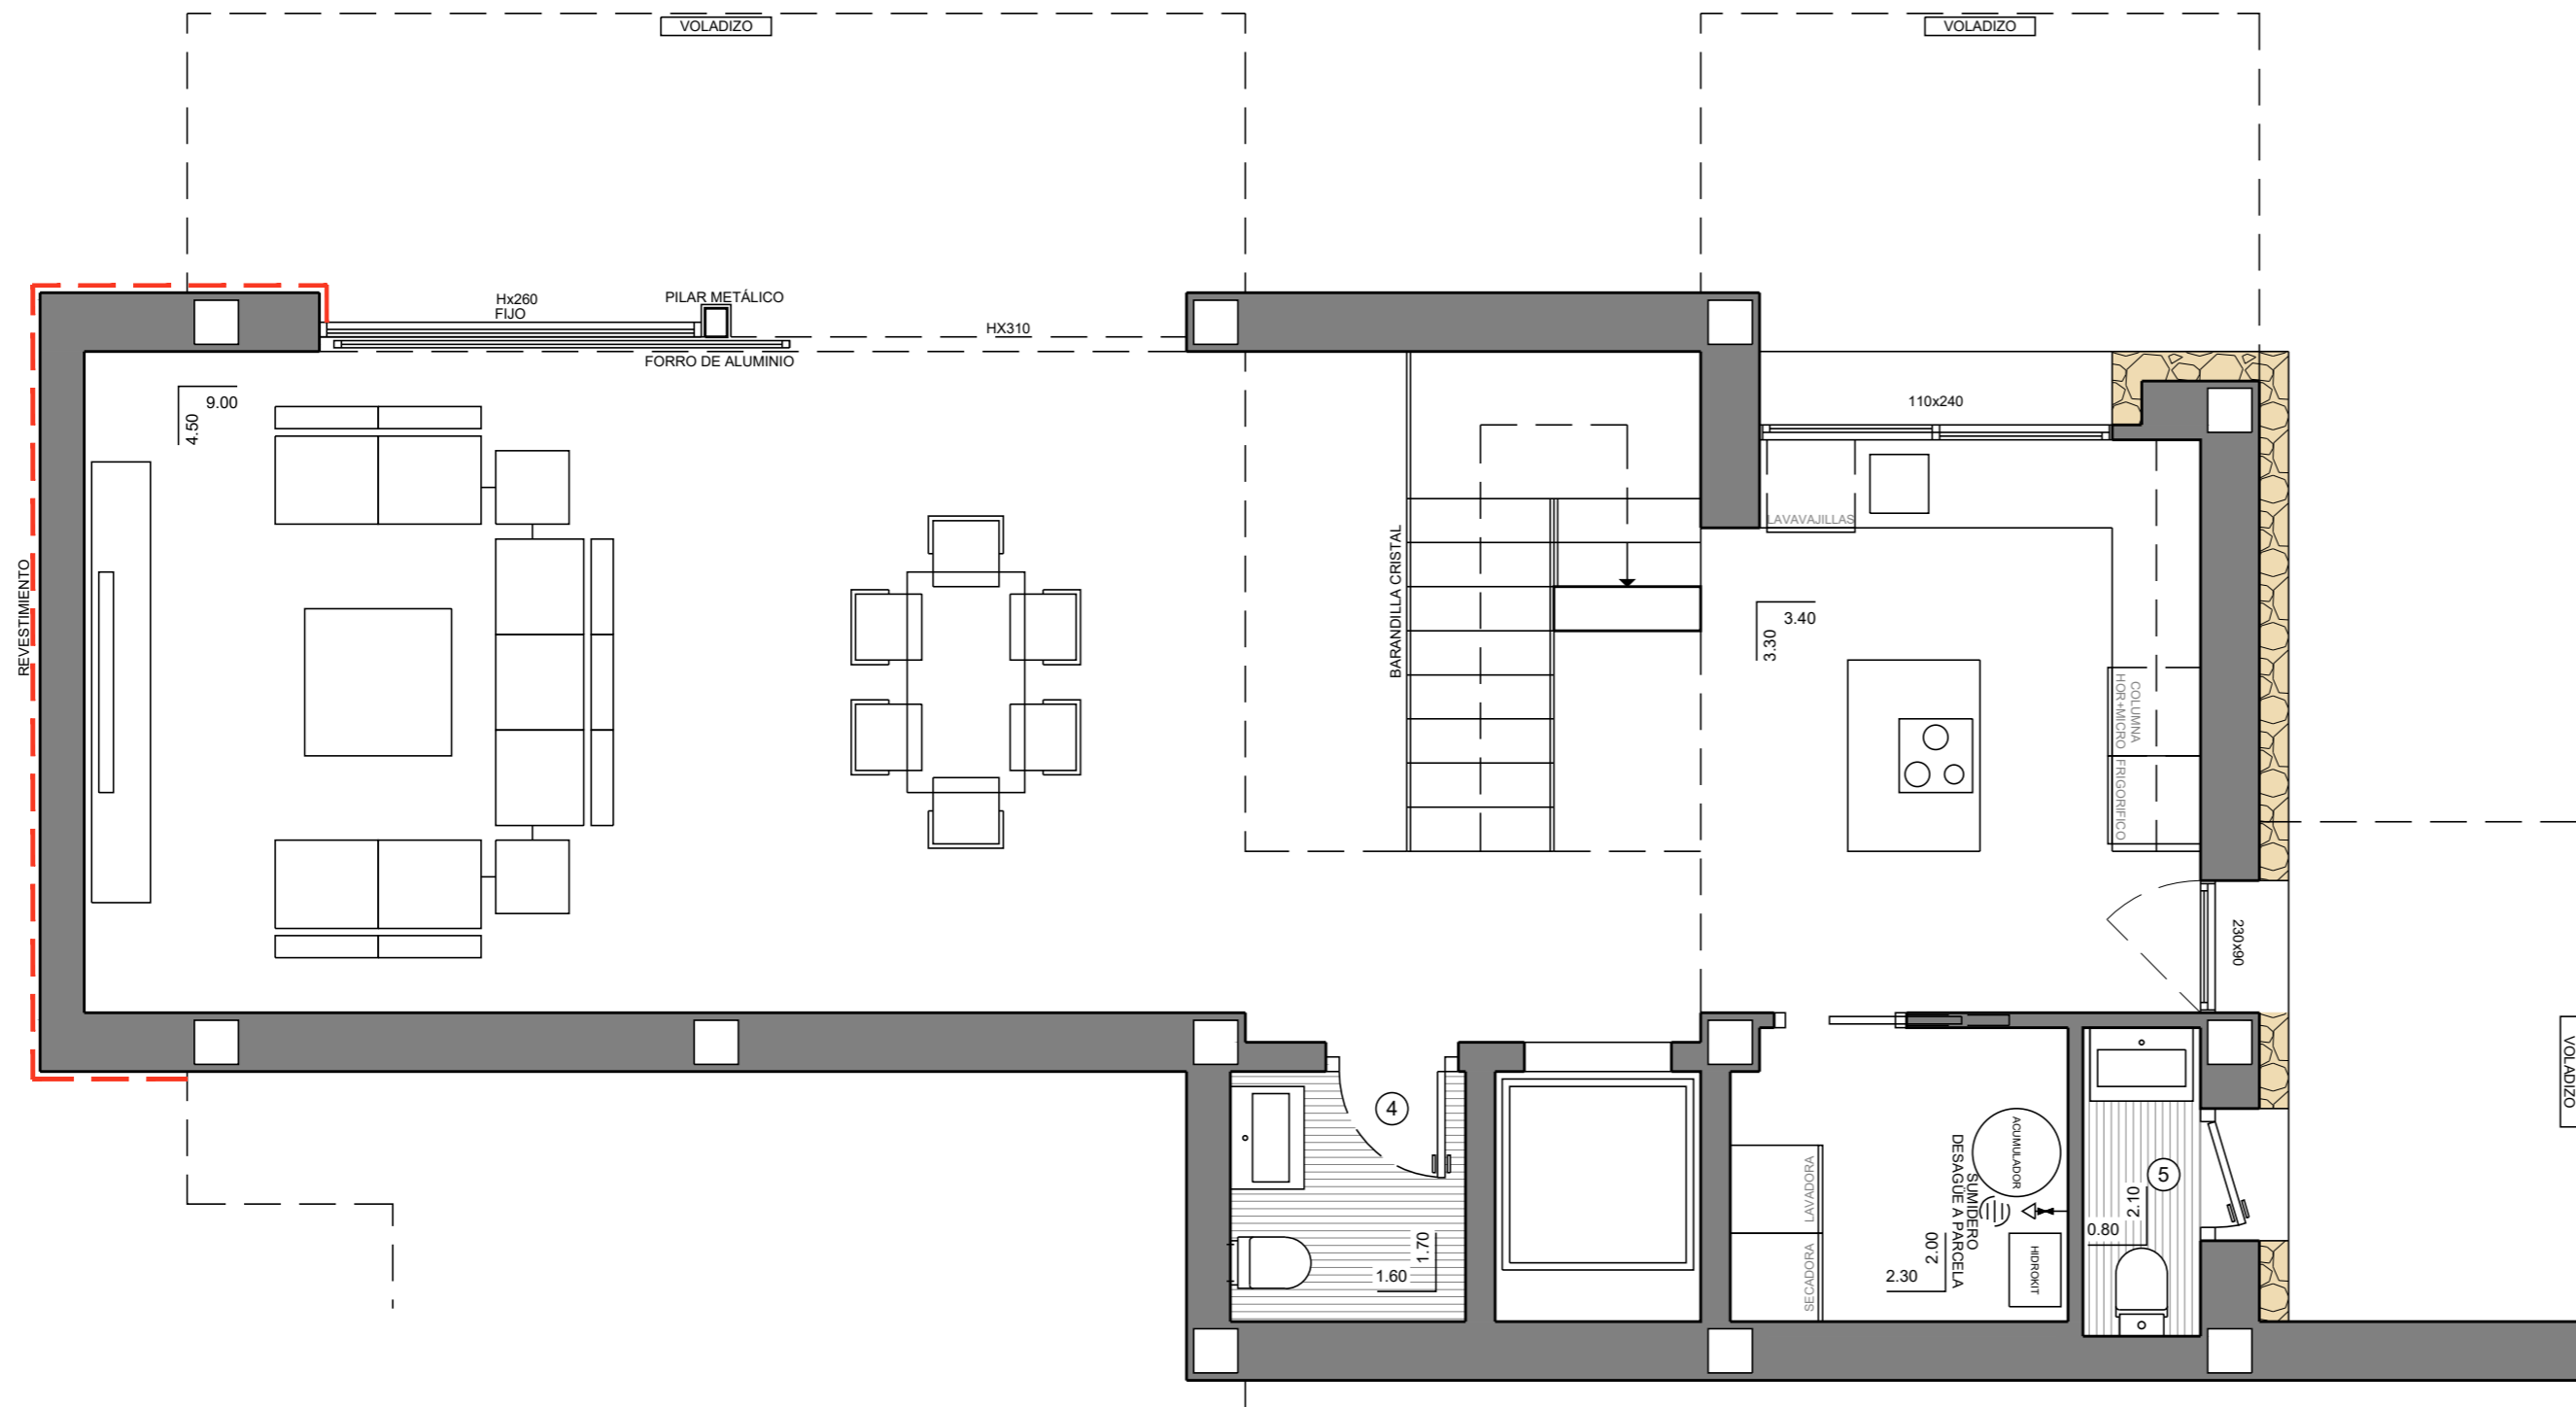 VOLADIZO
VOLADIZO
Hx260
FIJO
PILAR METÁLICO
HX310
FORRO DE ALUMINIO
9.00
4.50
110x240
REVESTIMIENTO
BARANDILLA CRISTAL
LAVAVAJILLAS
3.40
3.30
COLUMNA
HOR+MICRO
FRIGORIFICO
230x90
VOLADIZO
4
1.70
1.60
LAVADORA
SECADORA
ACUMULADOR
SUMIDERO
DESAGÜE A PARCELA
HIDROKIT
2.00
2.30
5
2.10
0.80